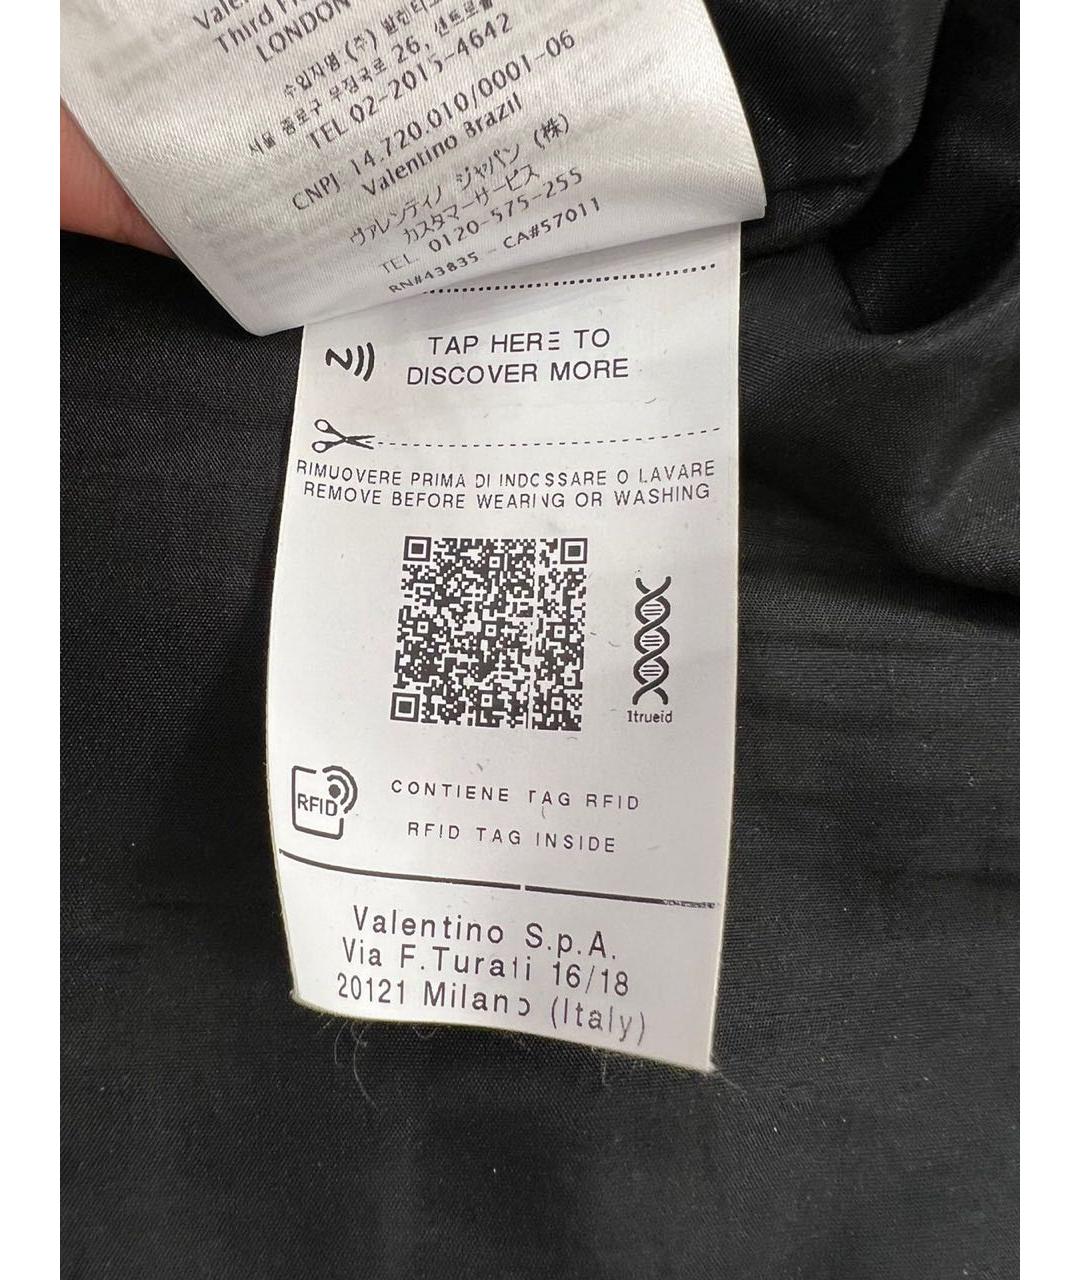 Third
LONDON
수입자명 (주) 발렌티노
서울 종로구 우정국로 26, 센트로폴
TEL 02-2015-4642
CNPJ 14.720.010/0001-06
Valentino Brazil
ヴァレンティノ ジャパン (株)
カスタマーサービス
TEL. 0120-575-255
RN#43835 - CA#57011
TAP HERE TO
DISCOVER MORE
RIMUOVERE PRIMA DI INDOSSARE O LAVARE
REMOVE BEFORE WEARING OR WASHING
1trueid
RFID
CONTIENE TAG RFID
RFID TAG INSIDE
Valentino S.p.A.
Via F.Turati 16/18
20121 Milano (Italy)